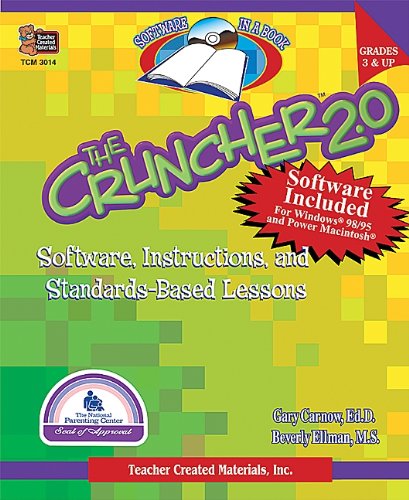 Teacher
Created
Materials
TCM 3014
SOFTWARE IN A BOOK
GRADES
3 & UP
THE
CRUNCHER™ 2.0
Software
Included
For Windows® 98/95
and Power Macintosh®
Software, Instructions, and
Standards-Based Lessons
The National
Parenting Center
Seal of Approval
Gary Carnow, Ed.D.
Beverly Ellman, M.S.
Teacher Created Materials, Inc.